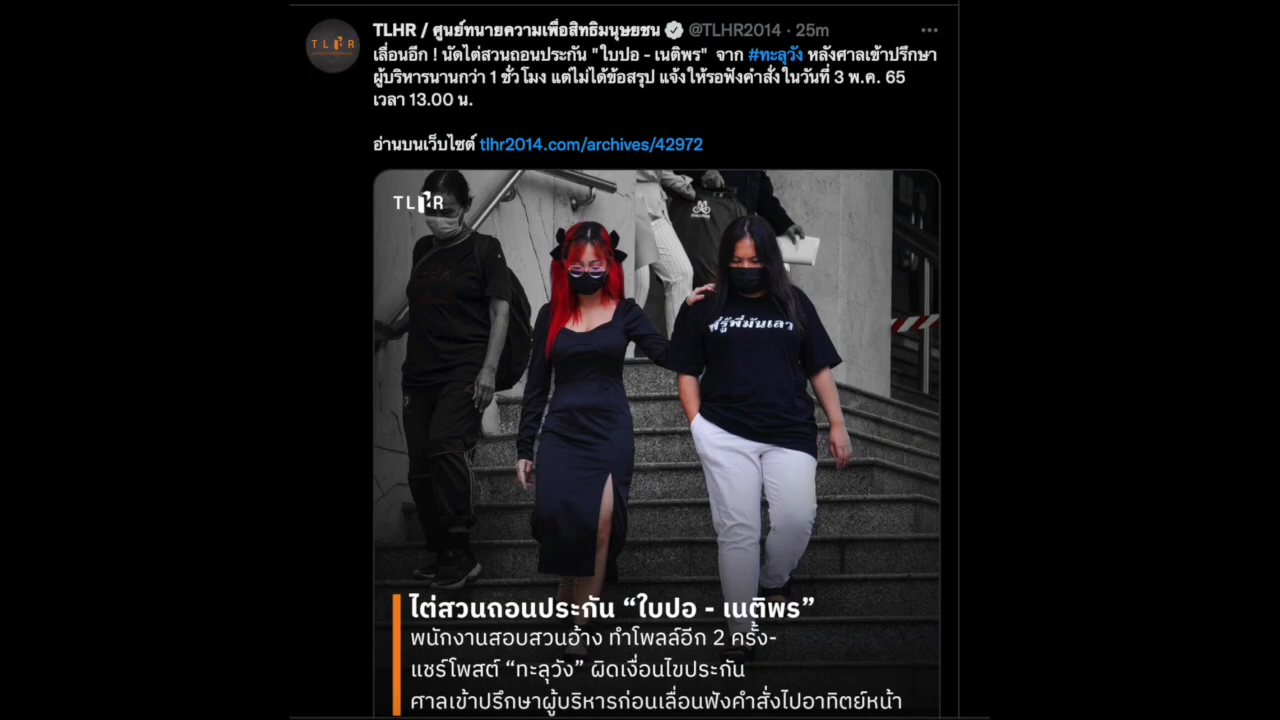 TLHR / ศูนย์ทนายความเพื่อสิทธิมนุษยชน @TLHR2014 · 25m
เลื่อนอีก ! นัดไต่สวนถอนประกัน "ใบปอ - เนติพร" จาก #ทะลุวัง หลังศาลเข้าปรึกษา
ผู้บริหารนานกว่า 1 ชั่วโมง แต่ไม่ได้ข้อสรุป แจ้งให้รอฟังคำสั่งในวันที่ 3 พ.ค. 65
เวลา 13.00 น.
อ่านบนเว็บไซต์ tlhr2014.com/archives/42972
TLHR
TLHR
ที่รู้ๆพี่มันเลว
ไต่สวนถอนประกัน “ใบปอ - เนติพร”
พนักงานสอบสวนอ้าง ทำโพลล์อีก 2 ครั้ง-
แชร์โพสต์ “ทะลุวัง” ผิดเงื่อนไขประกัน
ศาลเข้าปรึกษาผู้บริหารก่อนเลื่อนฟังคำสั่งไปอาทิตย์หน้า